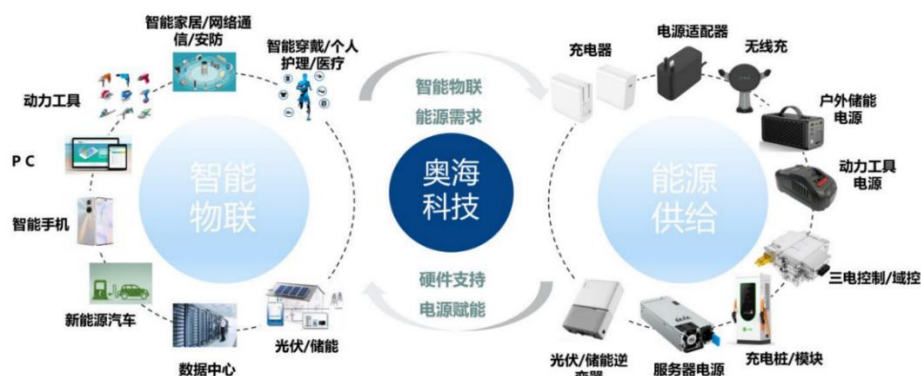 智能家居/网络通
信/安防
智能穿戴/个人
护理/医疗
动力工具
PC
智能手机
新能源汽车
数据中心
光伏/储能
智能
物联
智能物联
能源需求
奥海
科技
硬件支持
电源赋能
能源
供给
充电器
电源适配器
无线充
户外储能
电源
动力工具
电源
三电控制/域控
充电桩/模块
服务器电源
光伏/储能逆
变器